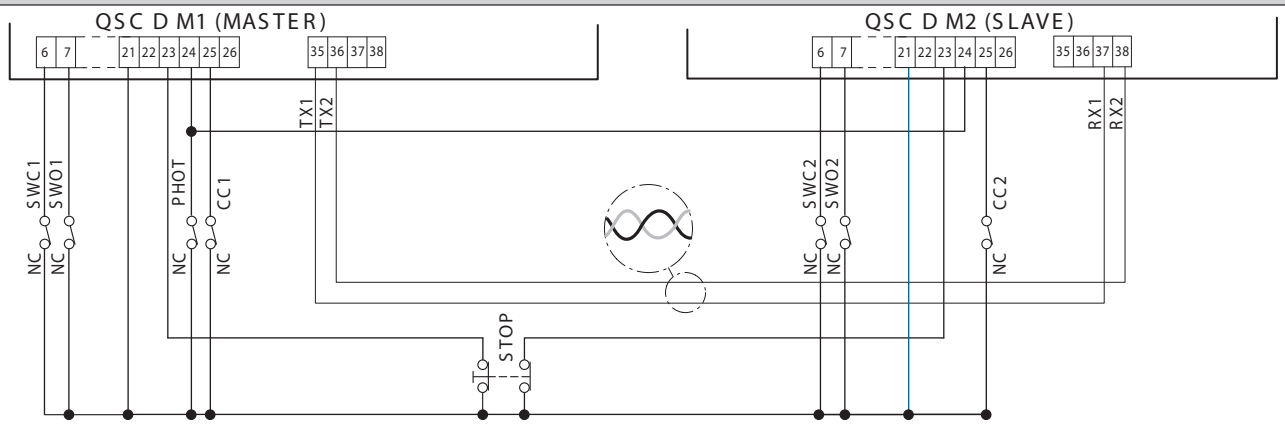 QSC D M1 (MASTER)
QSC D M2 (SLAVE)
6 7 21 22 23 24 25 26 35 36 37 38
6 7 21 22 23 24 25 26 35 36 37 38
TX1
TX2
RX1
RX2
SWC1
SWO1
PHOT
CC1
SWC2
SWO2
CC2
NC
NC
NC
NC
NC
NC
NC
STOP